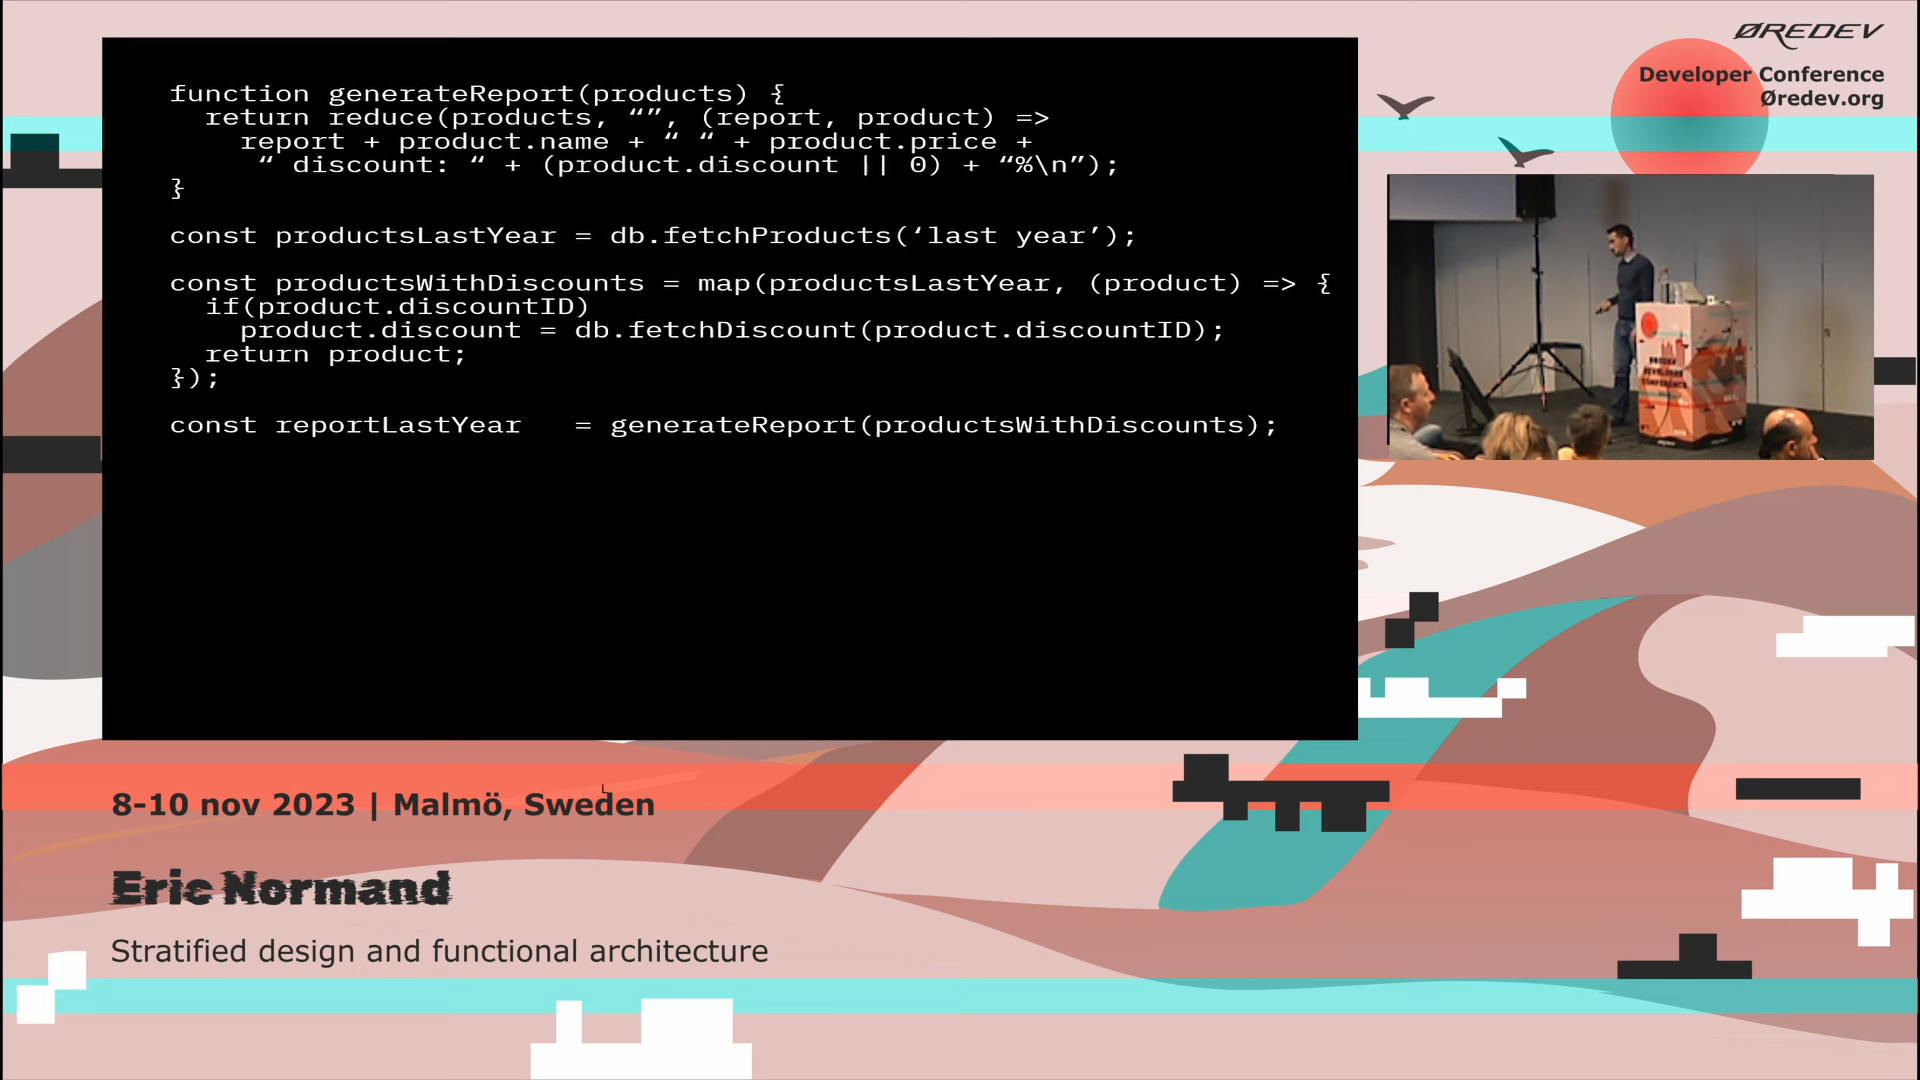 function generateReport(products) {
  return reduce(products, “”, (report, product) =>
    report + product.name + “ “ + product.price +
     “ discount: “ + (product.discount || 0) + “%\n”);
}
const productsLastYear = db.fetchProducts(‘last year’);
const productsWithDiscounts = map(productsLastYear, (product) => {
  if(product.discountID)
    product.discount = db.fetchDiscount(product.discountID);
  return product;
});
const reportLastYear   = generateReport(productsWithDiscounts);
ØREDEV
Developer Conference
Øredev.org
ØREDEV
DEVELOPER
CONFERENCE
8-10 nov 2023 | Malmö, Sweden
Eric Normand
Stratified design and functional architecture